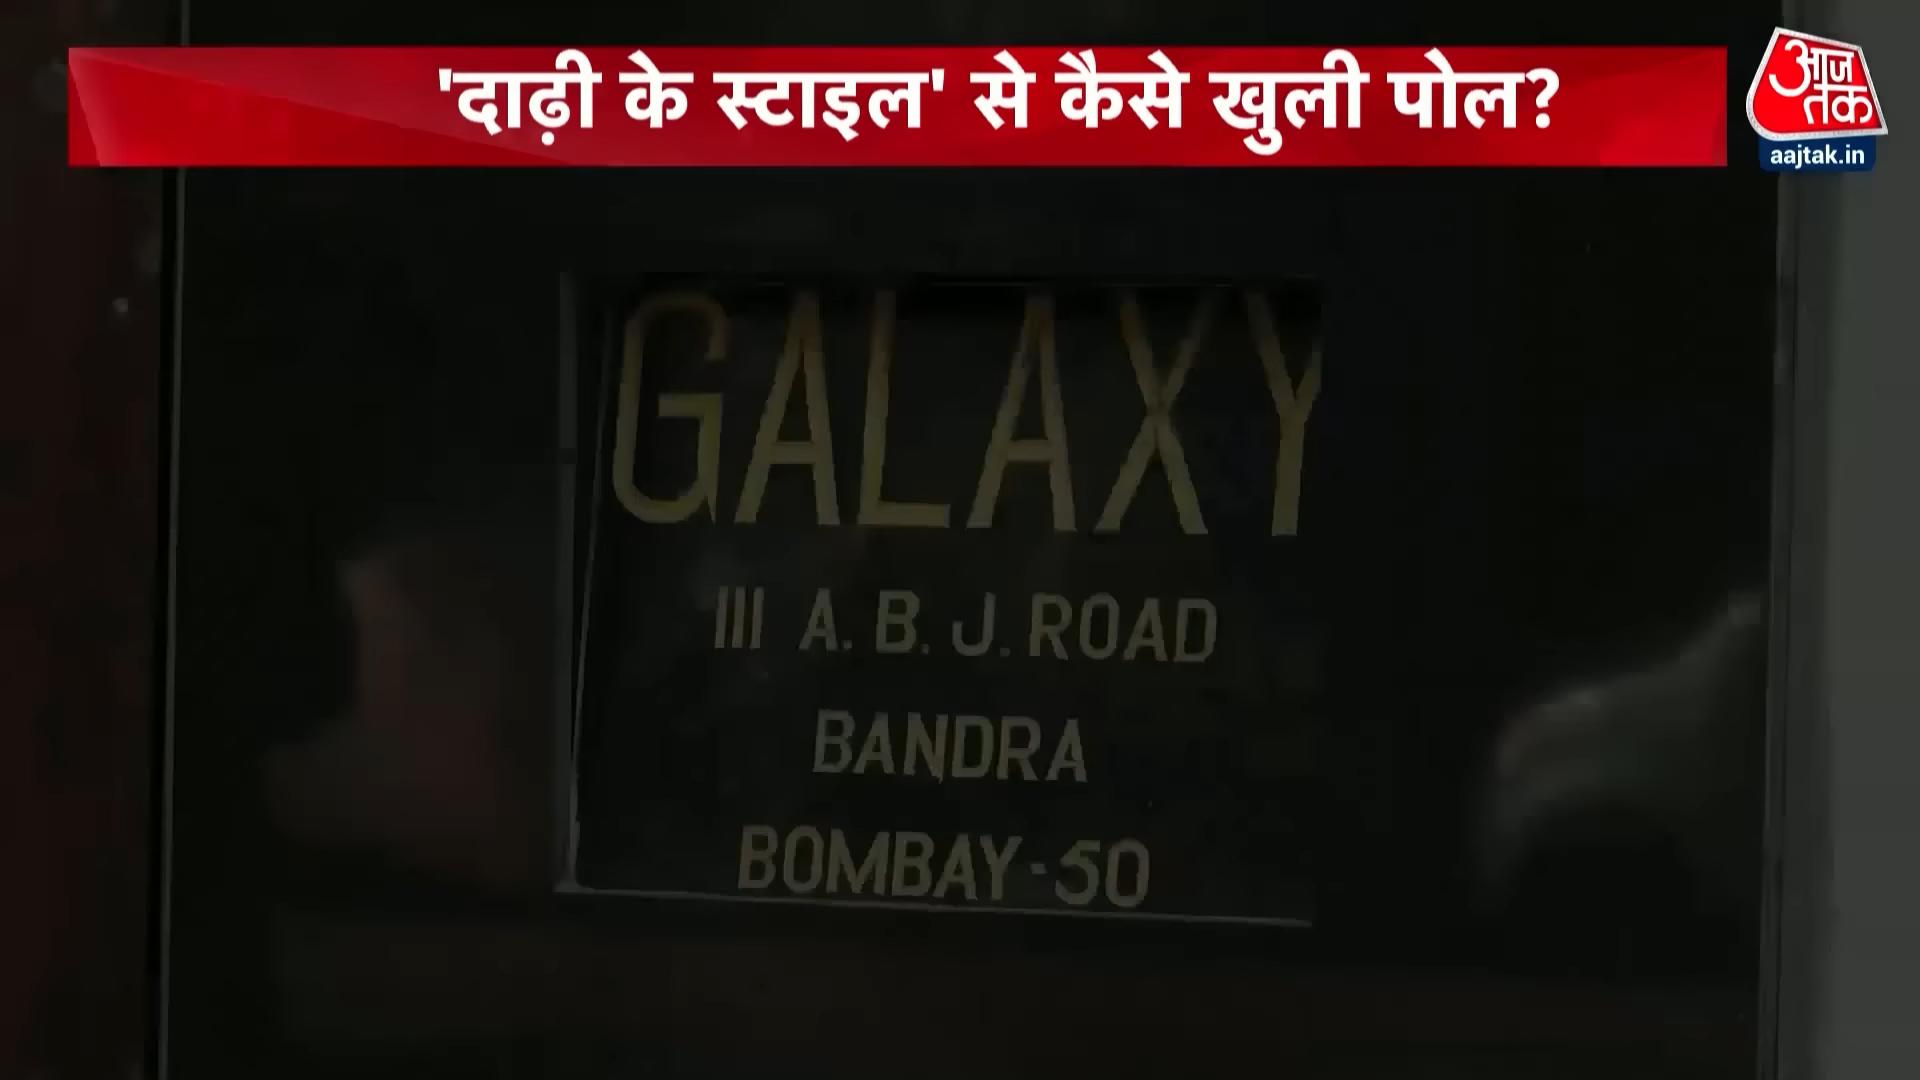 'दाढ़ी के स्टाइल' से कैसे खुली पोल?
आज
तक
aajtak.in
GALAXY
III A. B. J. ROAD
BANDRA
BOMBAY - 50